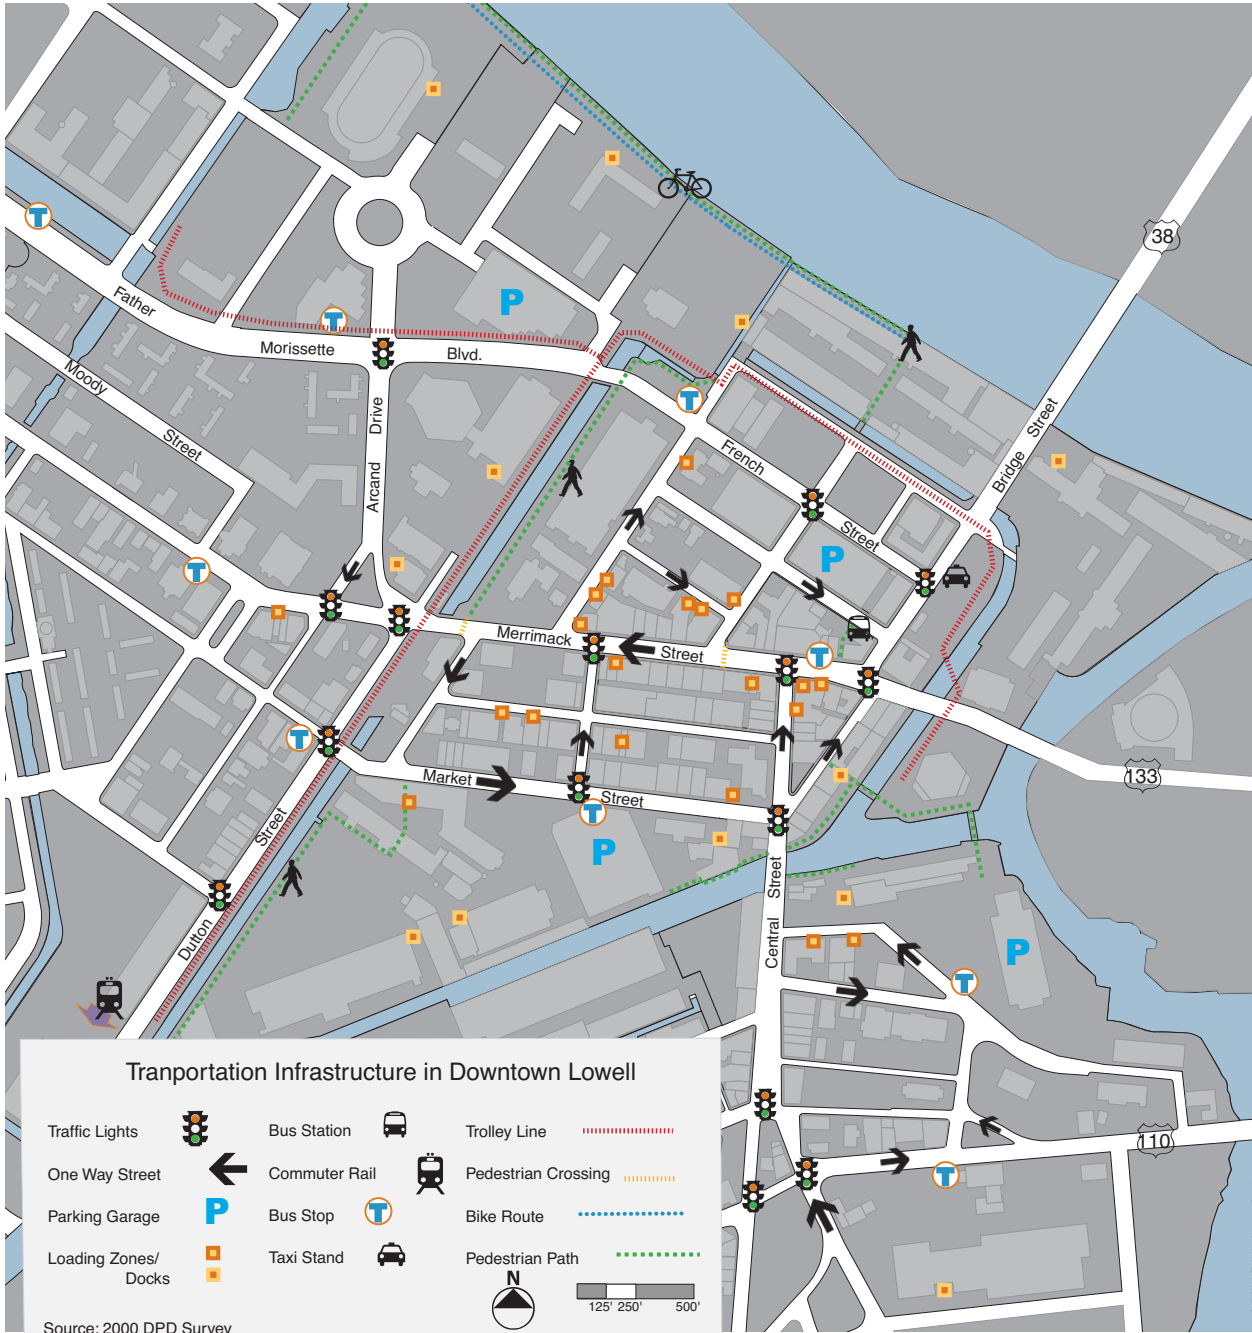 38
T
P
T
Father
Morissette
Blvd.
Moody
Street
T
Drive
Arcand
French
Street
Bridge
Street
P
T
Merrimack
Street
T
T
Market
Street
133
T
P
Street
Dutton
Central
Street
P
T
110
T
Tranportation Infrastructure in Downtown Lowell
Traffic Lights
Bus Station
Trolley Line
One Way Street
Commuter Rail
Pedestrian Crossing
Parking Garage
P
Bus Stop
T
Bike Route
Loading Zones/
Docks
Taxi Stand
Pedestrian Path
N
125' 250' 500'
Source: 2000 DPD Survey